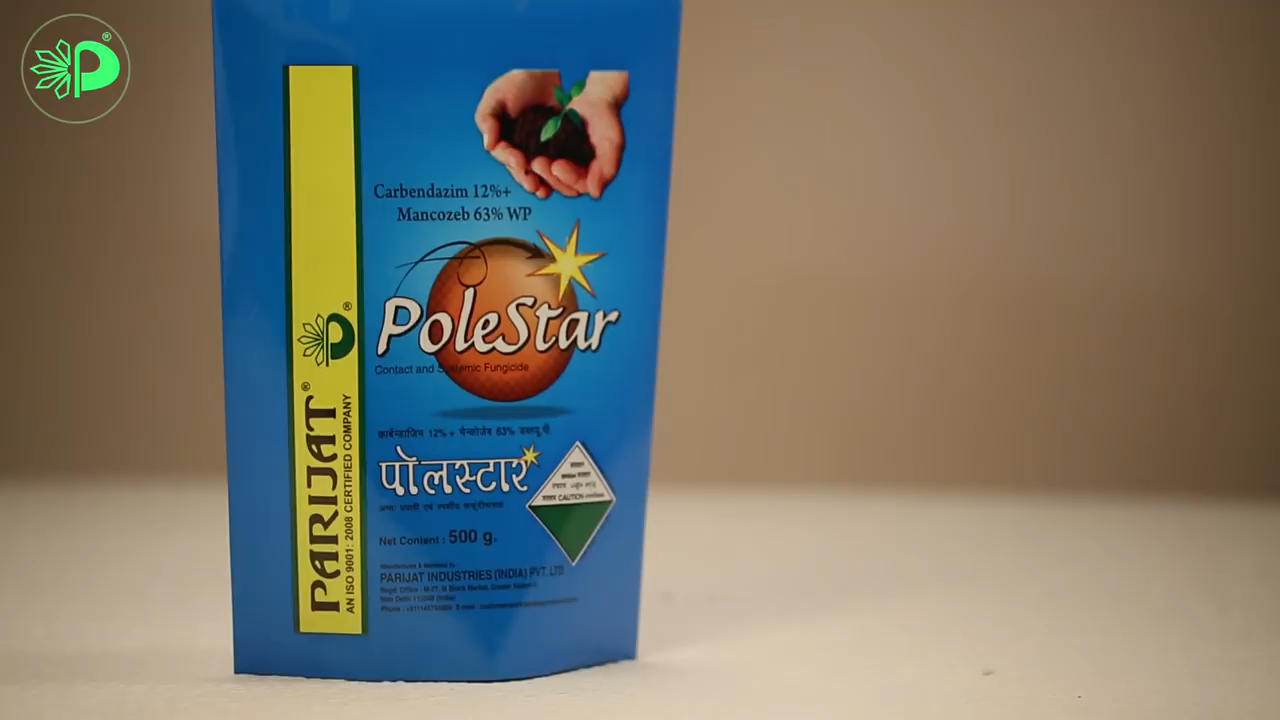 Carbendazim 12%+
Mancozeb 63% WP
PoleStar
Contact and Systemic Fungicide
कार्बेन्डाजिम 12% + मेन्कोजेब 63% डब्ल्यू.पी.
पॉलस्टार
CAUTION
Net Content : 500 g.
PARIJAT INDUSTRIES (INDIA) PVT. LTD
PARIJAT®
AN ISO 9001: 2008 CERTIFIED COMPANY